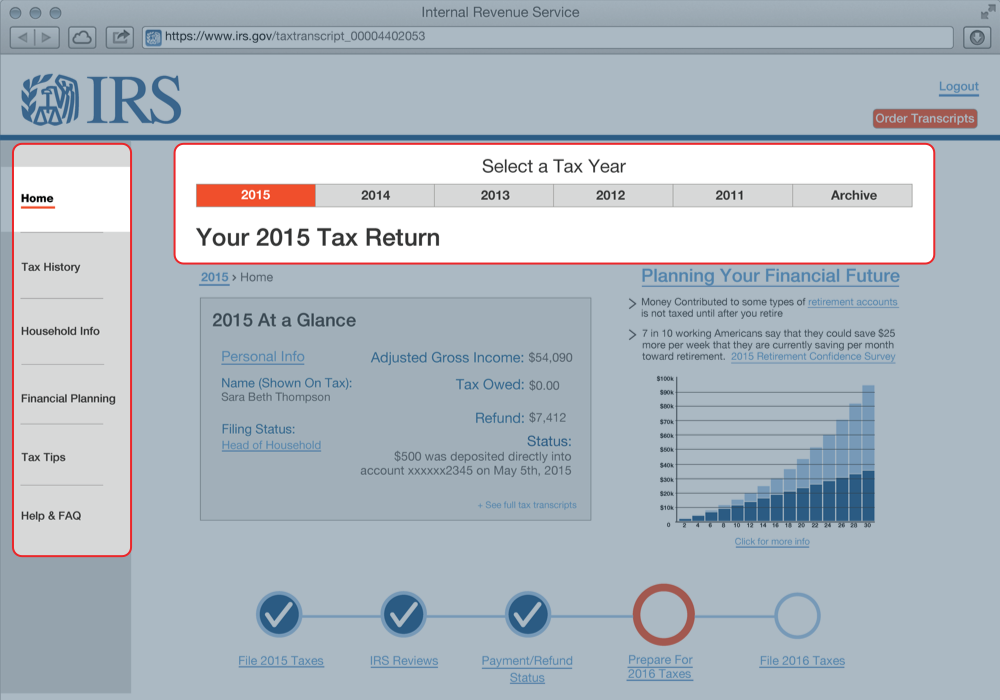 Internal Revenue Service
https://www.irs.gov/taxtranscript_00004402053
IRS
Logout
Order Transcripts
Home
Tax History
Household Info
Financial Planning
Tax Tips
Help & FAQ
Select a Tax Year
2015 2014 2013 2012 2011 Archive
Your 2015 Tax Return
2015 › Home
2015 At a Glance
Personal Info
Name (Shown On Tax):
Sara Beth Thompson
Filing Status:
Head of Household
Adjusted Gross Income: $54,090
Tax Owed: $0.00
Refund: $7,412
Status:
$500 was deposited directly into
account xxxxxx2345 on May 5th, 2015
+ See full tax transcripts
Planning Your Financial Future
Money Contributed to some types of retirement accounts
is not taxed until after you retire
7 in 10 working Americans say that they could save $25
more per week that they are currently saving per month
toward retirement. 2015 Retirement Confidence Survey
$100k
$90k
$80k
$70k
$60k
$50k
$40k
$30k
$20k
$10k
0 2 4 6 8 10 12 14 16 18 20 22 24 26 28 30
Click for more info
File 2015 Taxes
IRS Reviews
Payment/Refund
Status
Prepare For
2016 Taxes
File 2016 Taxes